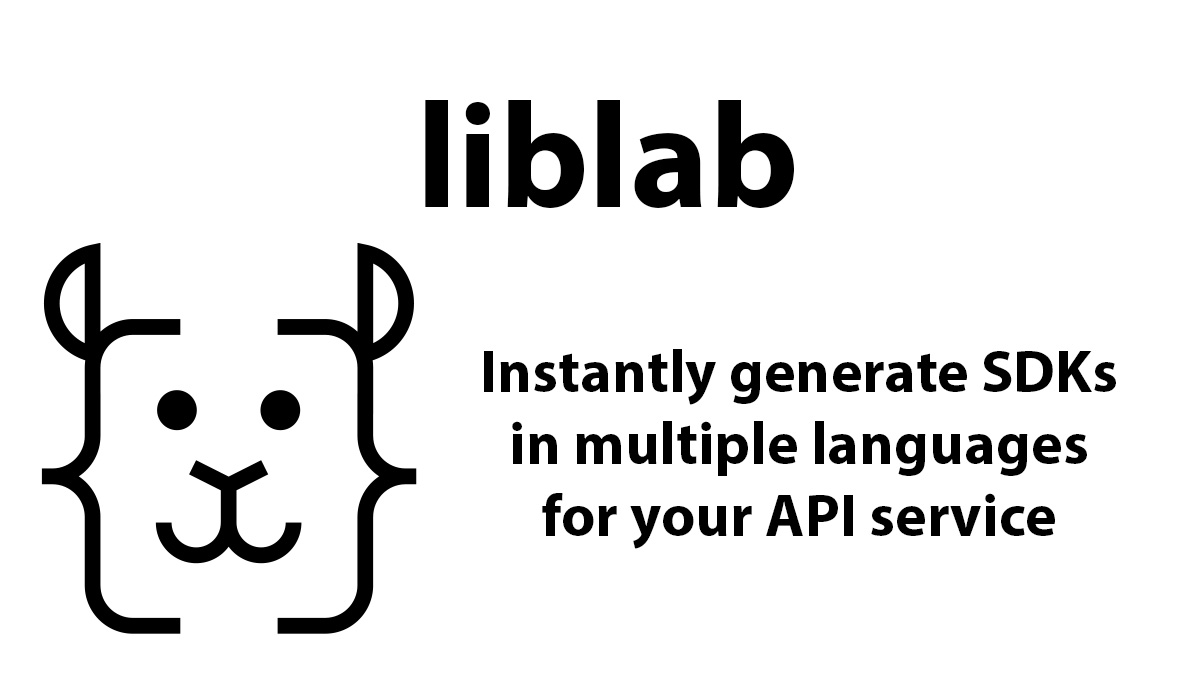 liblab
Instantly generate SDKs
in multiple languages
for your API service